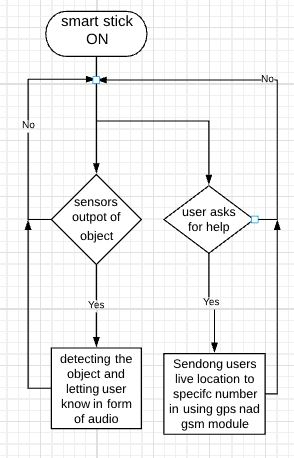 smart stick
ON
No
No
sensors
outpot of
object
user asks
for help
Yes
Yes
detecting the
object and
letting user
know in form
of audio
Sendong users
live location to
specifc number
in using gps nad
gsm module